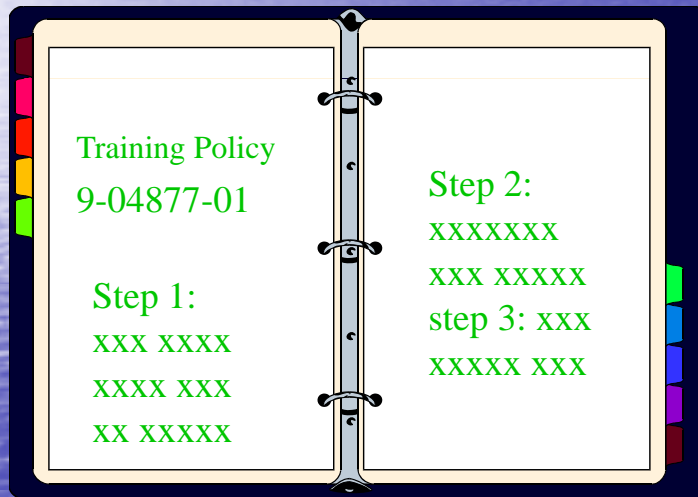 Training Policy
9-04877-01
Step 1:
xxx xxxx
xxxx xxx
xx xxxxx
Step 2:
xxxxxxx
xxx xxxxx
step 3: xxx
xxxxx xxx